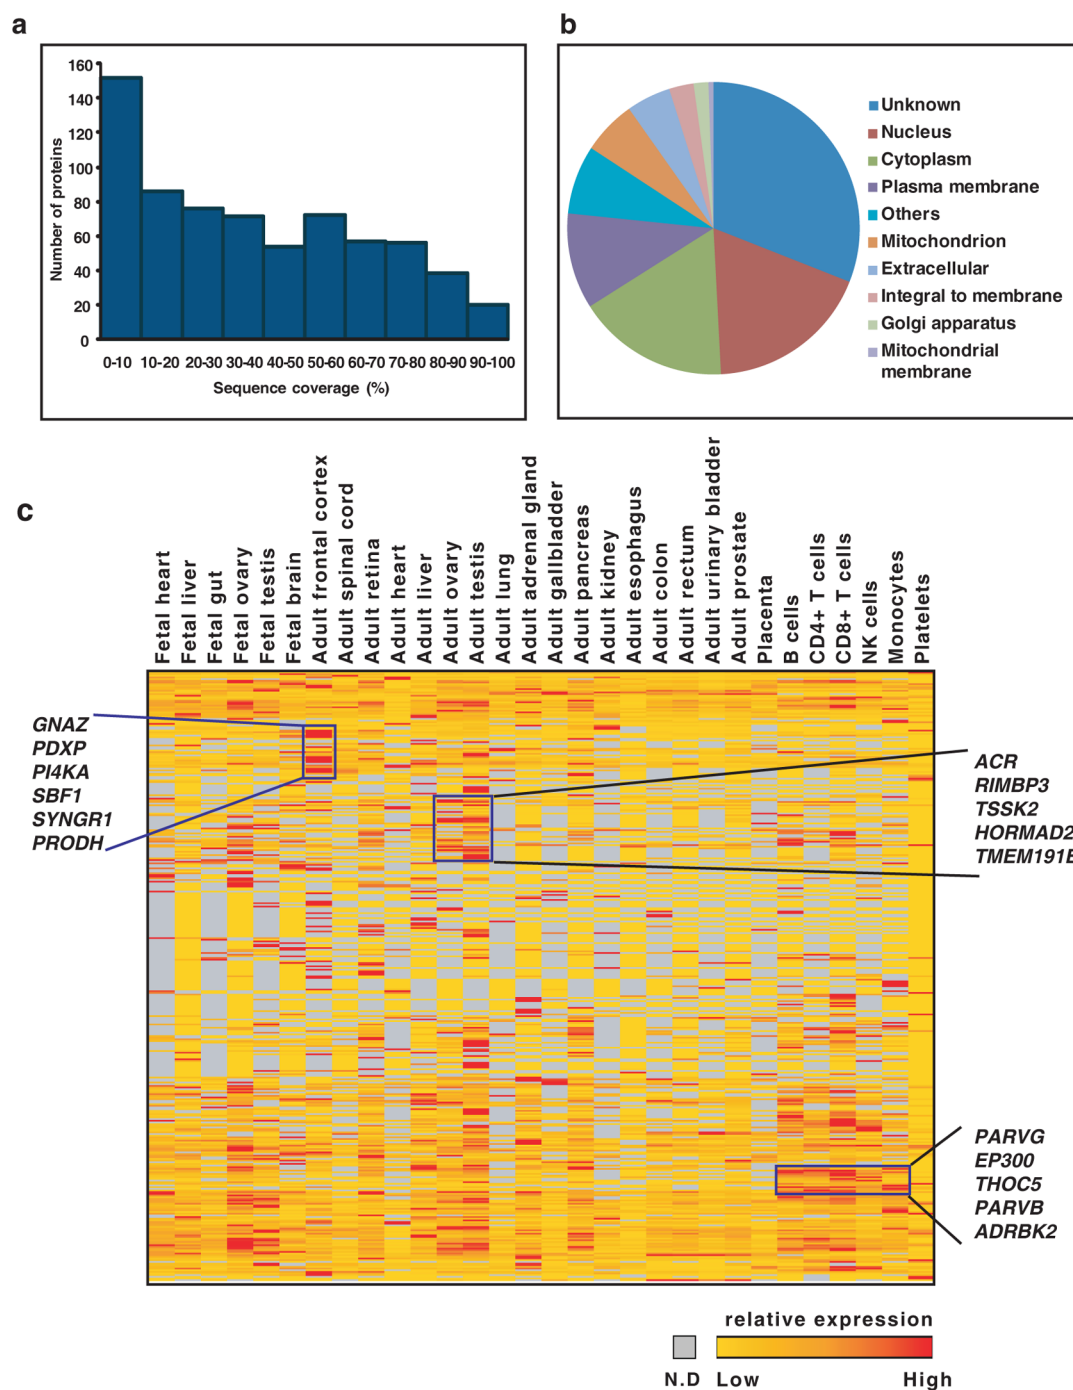 a
160
140
120
100
80
60
40
20
0
Number of proteins
0-10 10-20 20-30 30-40 40-50 50-60 60-70 70-80 80-90 90-100
Sequence coverage (%)
b
Unknown
Nucleus
Cytoplasm
Plasma membrane
Others
Mitochondrion
Extracellular
Integral to membrane
Golgi apparatus
Mitochondrial
membrane
c
Fetal heart
Fetal liver
Fetal gut
Fetal ovary
Fetal testis
Fetal brain
Adult frontal cortex
Adult spinal cord
Adult retina
Adult heart
Adult liver
Adult ovary
Adult testis
Adult lung
Adult adrenal gland
Adult gallbladder
Adult pancreas
Adult kidney
Adult esophagus
Adult colon
Adult rectum
Adult urinary bladder
Adult prostate
Placenta
B cells
CD4+ T cells
CD8+ T cells
NK cells
Monocytes
Platelets
GNAZ
PDXP
PI4KA
SBF1
SYNGR1
PRODH
ACR
RIMBP3
TSSK2
HORMAD2
TMEM191B
PARVG
EP300
THOC5
PARVB
ADRBK2
relative expression
N.D Low High